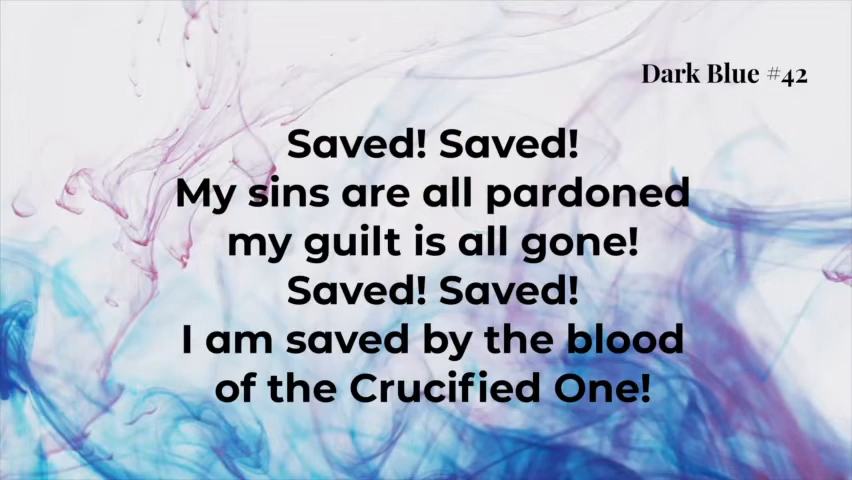 Dark Blue #42
Saved! Saved!
My sins are all pardoned
my guilt is all gone!
Saved! Saved!
I am saved by the blood
of the Crucified One!